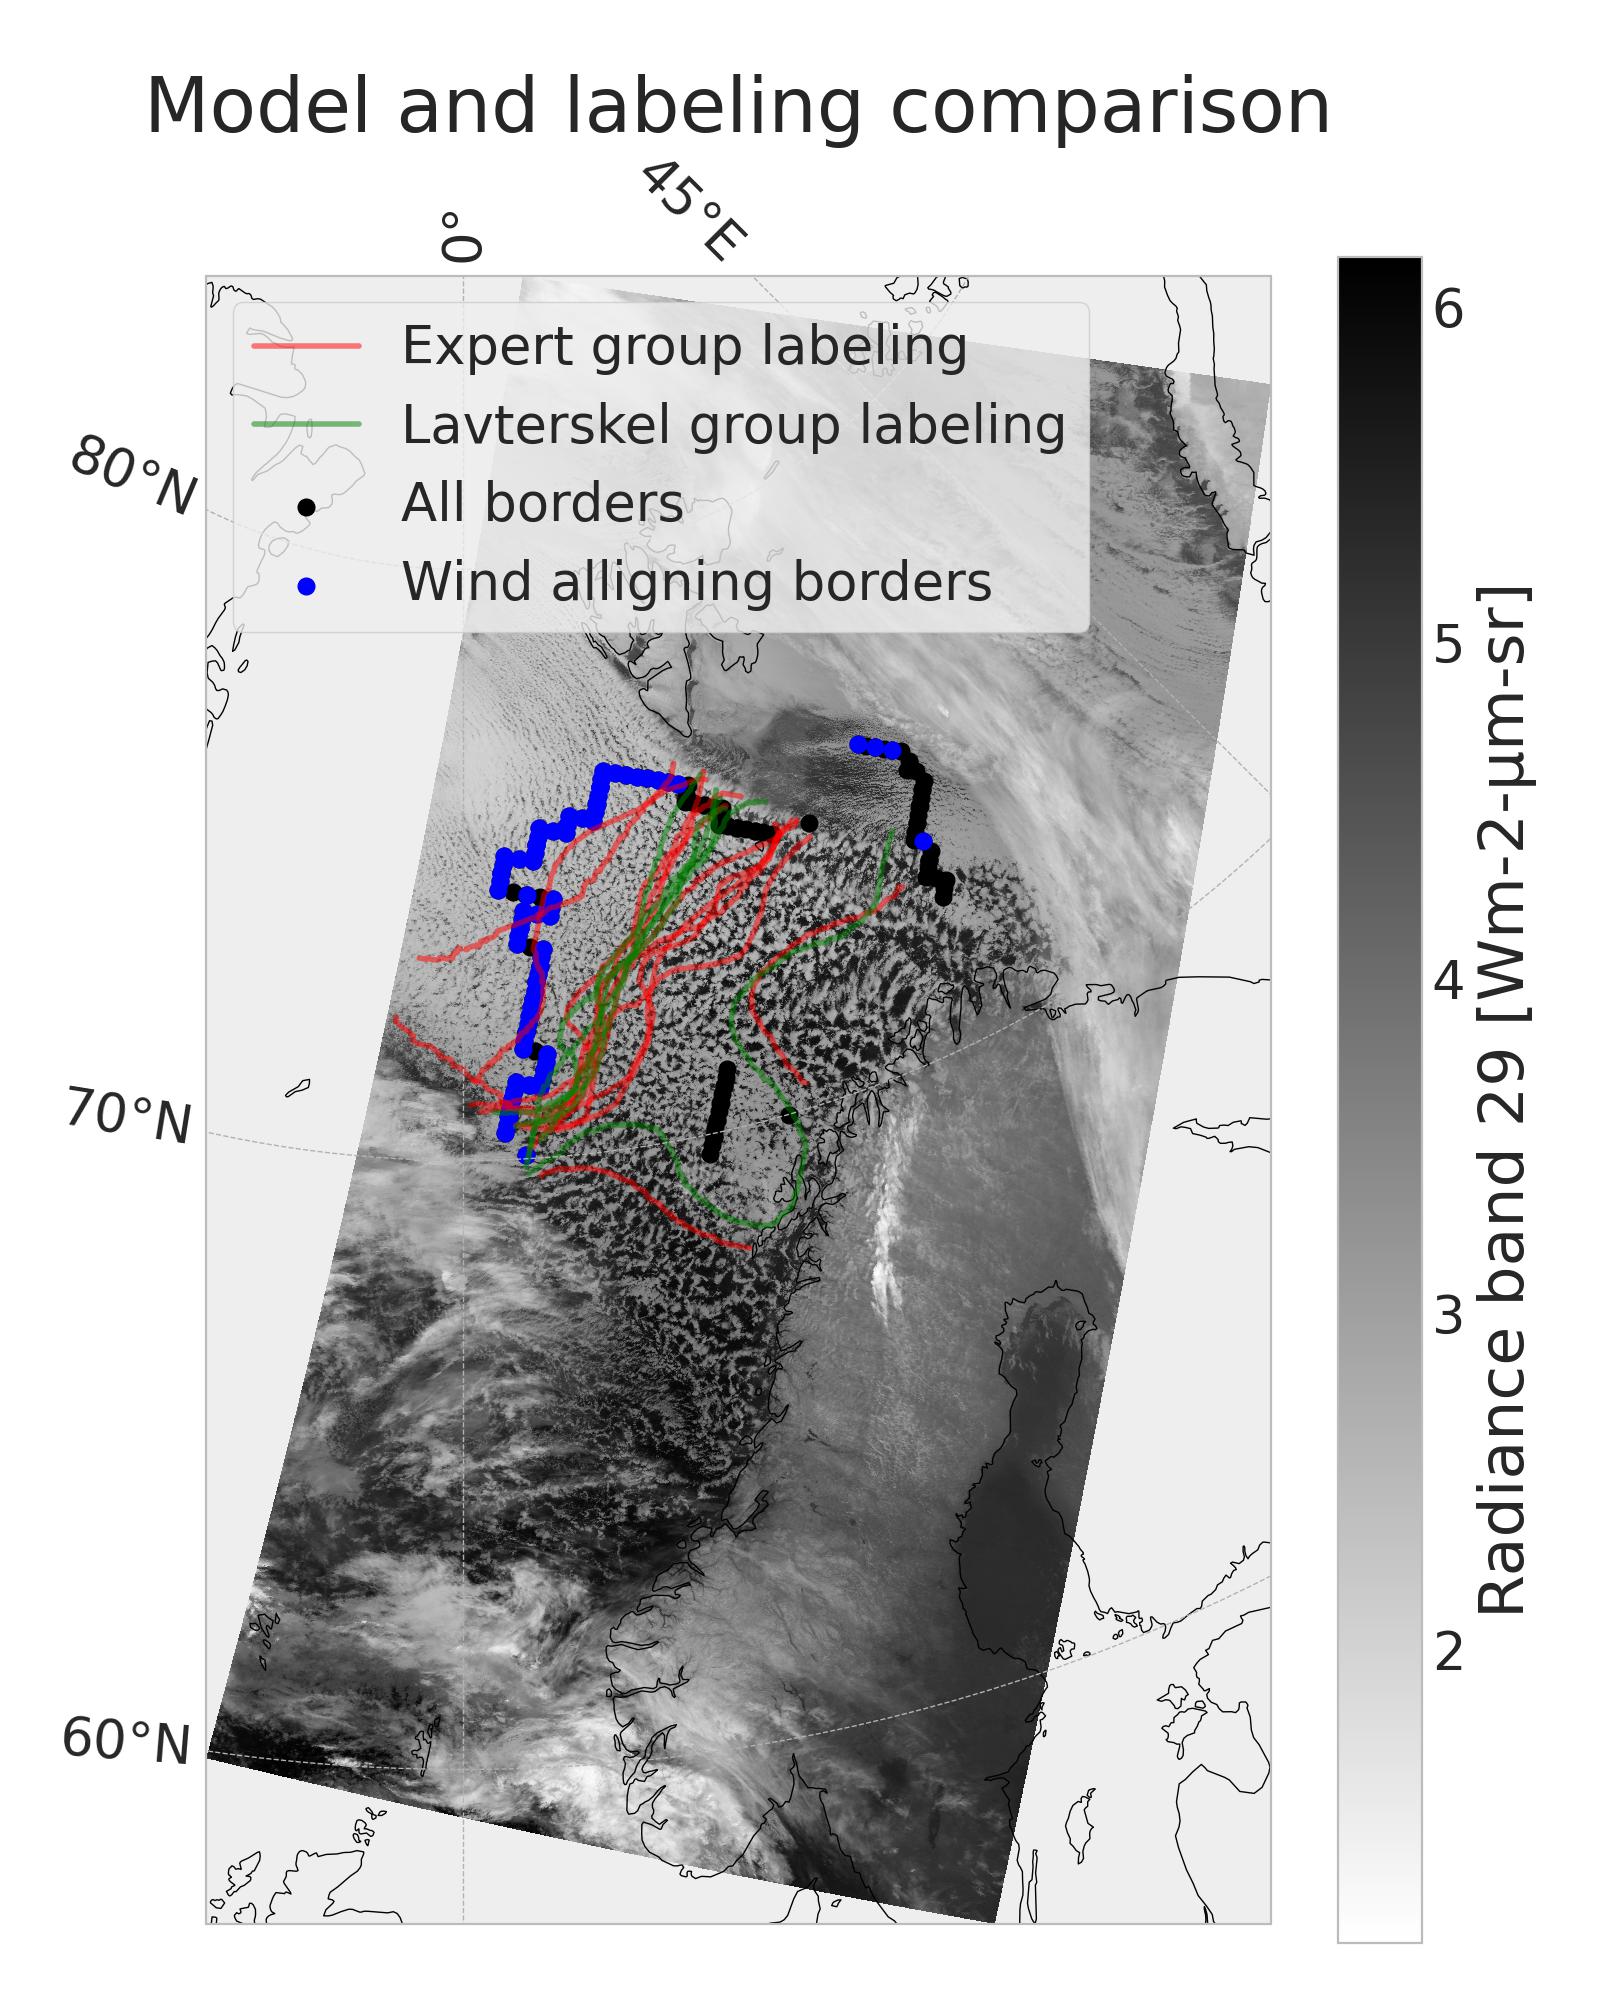 Model and labeling comparison
0°
45°E
80°N
70°N
60°N
Expert group labeling
Lavterskel group labeling
All borders
Wind alligning borders
6
5
4
3
2
Radiance band 29 [Wm-2-μm-sr]